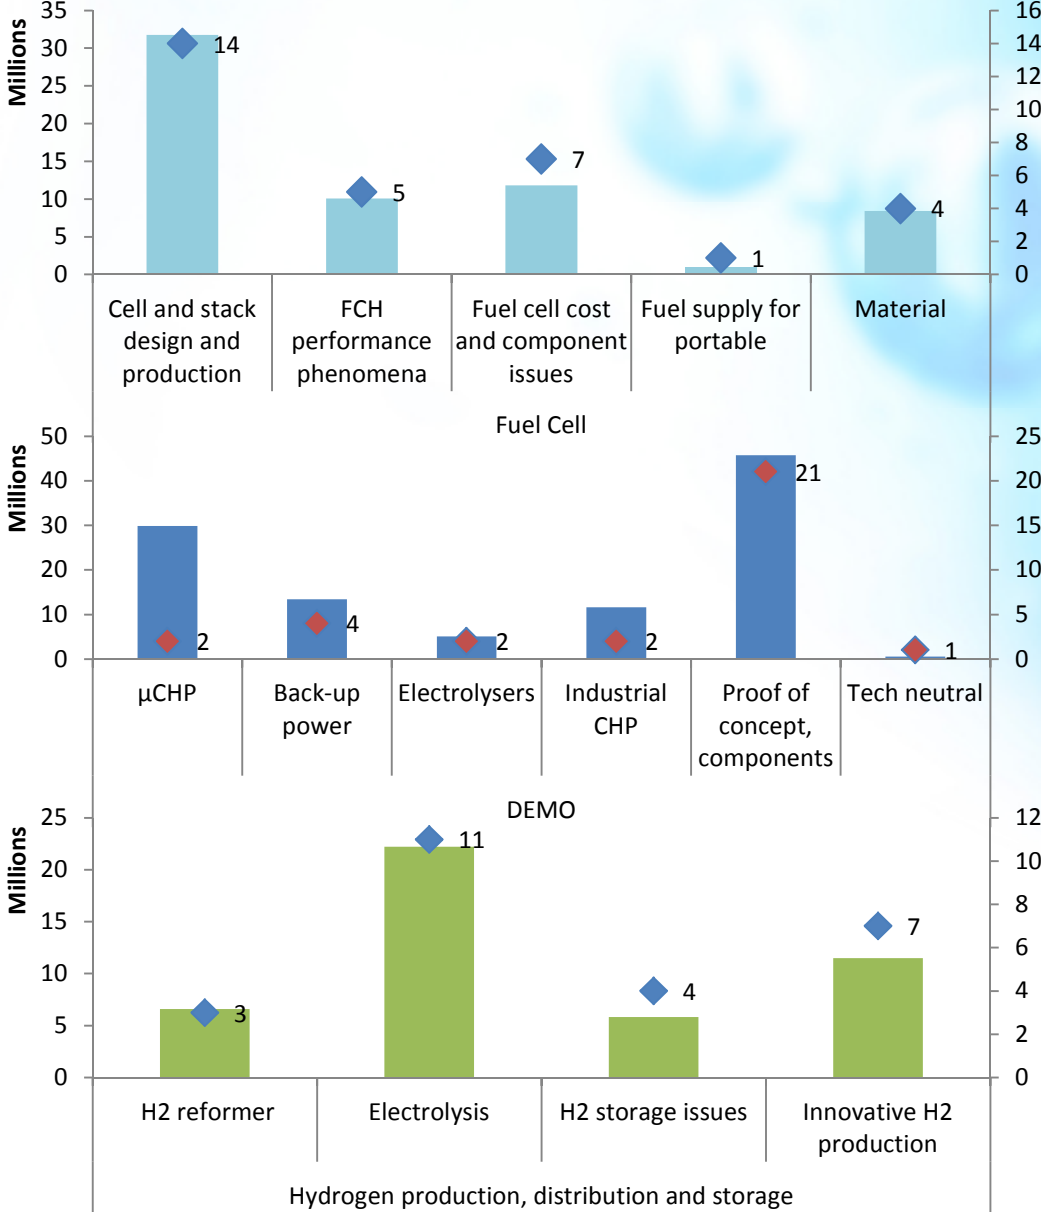 Millions
35
30
25
20
15
10
5
0
16
14
12
10
8
6
4
2
0
14
5
7
1
4
Cell and stack
design and
production
FCH
performance
phenomena
Fuel cell cost
and component
issues
Fuel supply for
portable
Material
Fuel Cell
Millions
50
40
30
20
10
0
25
20
15
10
5
0
2
4
2
2
21
1
µCHP
Back-up
power
Electrolysers
Industrial
CHP
Proof of
concept,
components
Tech neutral
DEMO
Millions
25
20
15
10
5
0
12
10
8
6
4
2
0
3
11
4
7
H2 reformer
Electrolysis
H2 storage issues
Innovative H2
production
Hydrogen production, distribution and storage